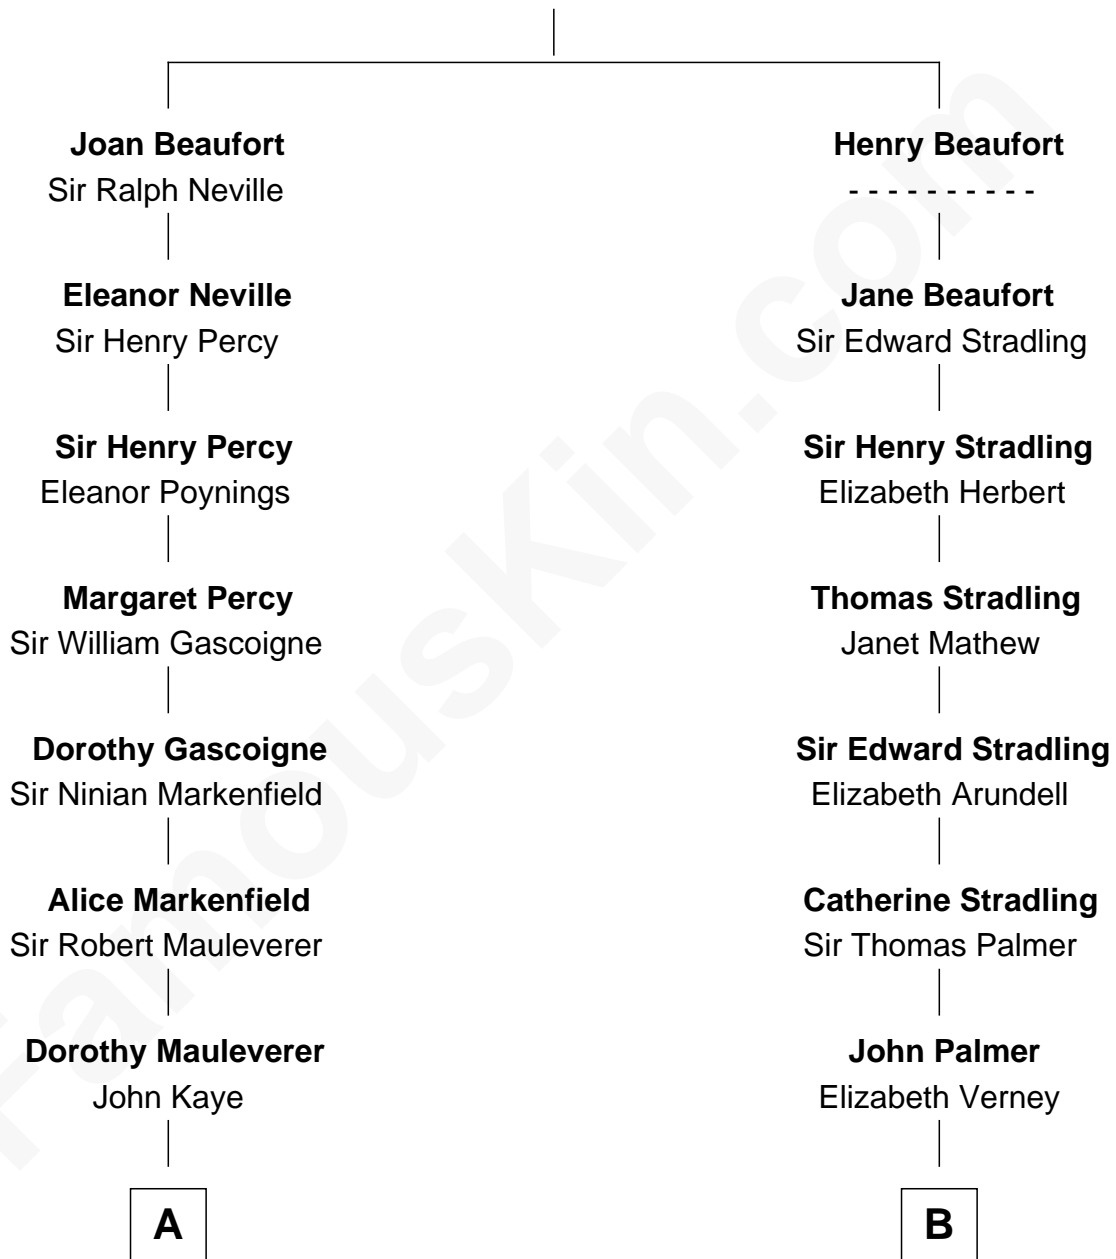 Joan Beaufort
Sir Ralph Neville
Henry Beaufort
- - - - - - - - - -
Eleanor Neville
Sir Henry Percy
Jane Beaufort
Sir Edward Stradling
Sir Henry Percy
Eleanor Poynings
Sir Henry Stradling
Elizabeth Herbert
Margaret Percy
Sir William Gascoigne
Thomas Stradling
Janet Mathew
Dorothy Gascoigne
Sir Ninian Markenfield
Sir Edward Stradling
Elizabeth Arundell
Alice Markenfield
Sir Robert Mauleverer
Catherine Stradling
Sir Thomas Palmer
Dorothy Mauleverer
John Kaye
John Palmer
Elizabeth Verney
A
B
FamousKin.com